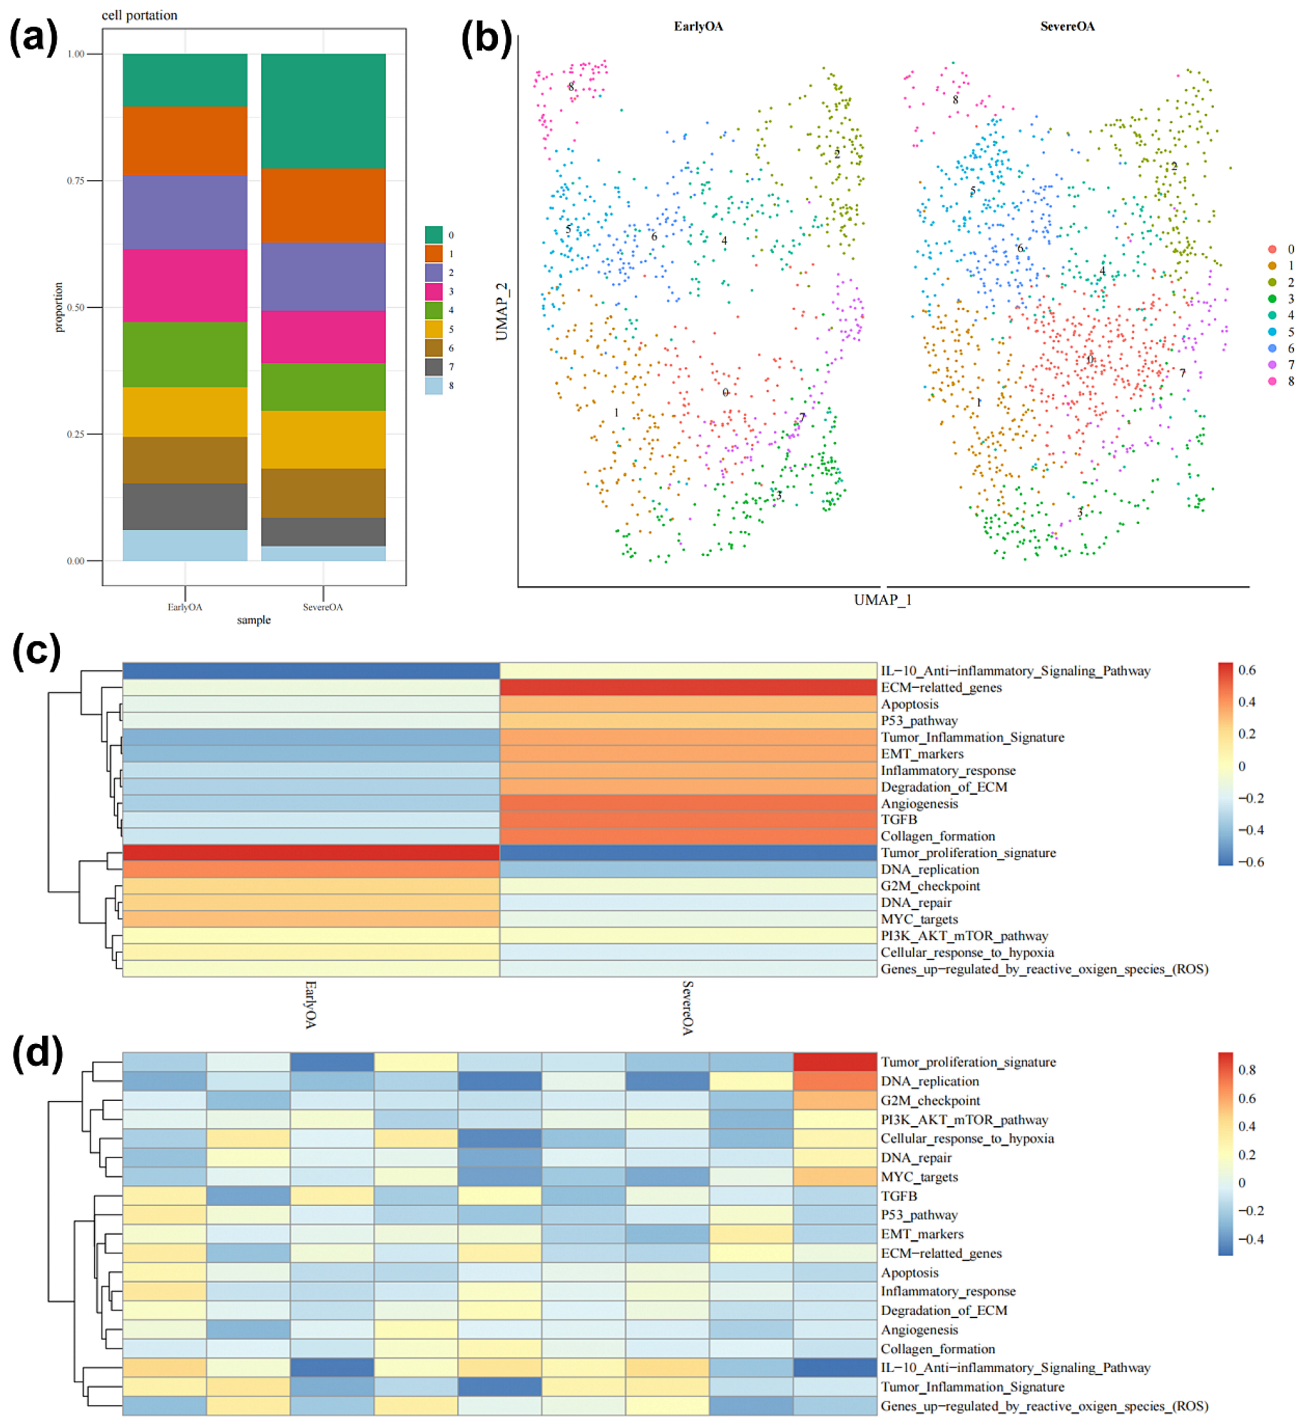 (a)
cell portation
1.00
0.75
0.50
0.25
0.00
proportion
EarlyOA
SevereOA
sample
0
1
2
3
4
5
6
7
8
(b)
EarlyOA
SevereOA
8
2
5
6
4
0
1
7
3
8
2
5
6
4
0
7
1
3
UMAP_2
UMAP_1
0
1
2
3
4
5
6
7
8
(c)
IL−10_Anti−inflammatory_Signaling_Pathway
ECM−relatted_genes
Apoptosis
P53_pathway
Tumor_Inflammation_Signature
EMT_markers
Inflammatory_response
Degradation_of_ECM
Angiogenesis
TGFB
Collagen_formation
Tumor_proliferation_signature
DNA_replication
G2M_checkpoint
DNA_repair
MYC_targets
PI3K_AKT_mTOR_pathway
Cellular_response_to_hypoxia
Genes_up−regulated_by_reactive_oxigen_species_(ROS)
EarlyOA
SevereOA
0.6
0.4
0.2
0
−0.2
−0.4
−0.6
(d)
Tumor_proliferation_signature
DNA_replication
G2M_checkpoint
PI3K_AKT_mTOR_pathway
Cellular_response_to_hypoxia
DNA_repair
MYC_targets
TGFB
P53_pathway
EMT_markers
ECM−relatted_genes
Apoptosis
Inflammatory_response
Degradation_of_ECM
Angiogenesis
Collagen_formation
IL−10_Anti−inflammatory_Signaling_Pathway
Tumor_Inflammation_Signature
Genes_up−regulated_by_reactive_oxigen_species_(ROS)
0.8
0.6
0.4
0.2
0
−0.2
−0.4